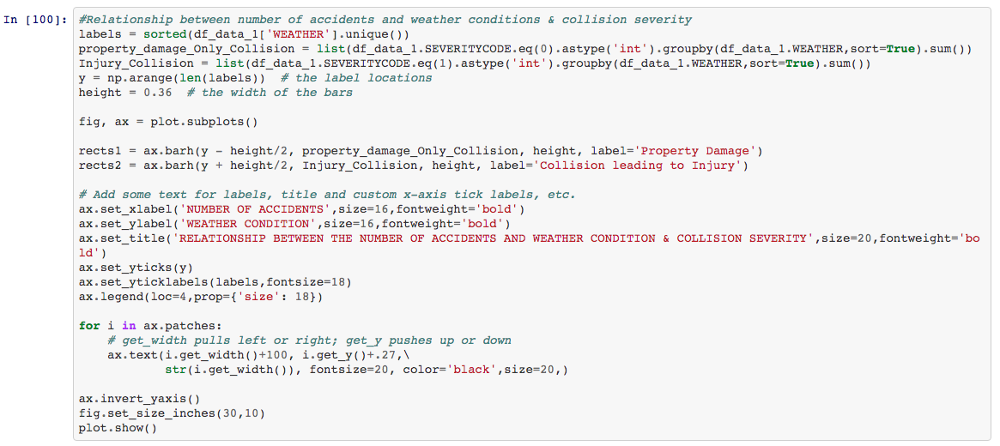 In [100]: #Relationship between number of accidents and weather conditions & collision severity
labels = sorted(df_data_1['WEATHER'].unique())
property_damage_Only_Collision = list(df_data_1.SEVERITYCODE.eq(0).astype('int').groupby(df_data_1.WEATHER,sort=True).sum())
Injury_Collision = list(df_data_1.SEVERITYCODE.eq(1).astype('int').groupby(df_data_1.WEATHER,sort=True).sum())
y = np.arange(len(labels))  # the label locations
height = 0.36  # the width of the bars

fig, ax = plot.subplots()

rects1 = ax.barh(y - height/2, property_damage_Only_Collision, height, label='Property Damage')
rects2 = ax.barh(y + height/2, Injury_Collision, height, label='Collision leading to Injury')

# Add some text for labels, title and custom x-axis tick labels, etc.
ax.set_xlabel('NUMBER OF ACCIDENTS',size=16,fontweight='bold')
ax.set_ylabel('WEATHER CONDITION',size=16,fontweight='bold')
ax.set_title('RELATIONSHIP BETWEEN THE NUMBER OF ACCIDENTS AND WEATHER CONDITION & COLLISION SEVERITY',size=20,fontweight='bo
ld')
ax.set_yticks(y)
ax.set_yticklabels(labels,fontsize=18)
ax.legend(loc=4,prop={'size': 18})

for i in ax.patches:
    # get_width pulls left or right; get_y pushes up or down
    ax.text(i.get_width()+100, i.get_y()+.27,\
            str(i.get_width()), fontsize=20, color='black',size=20,)

ax.invert_yaxis()
fig.set_size_inches(30,10)
plot.show()